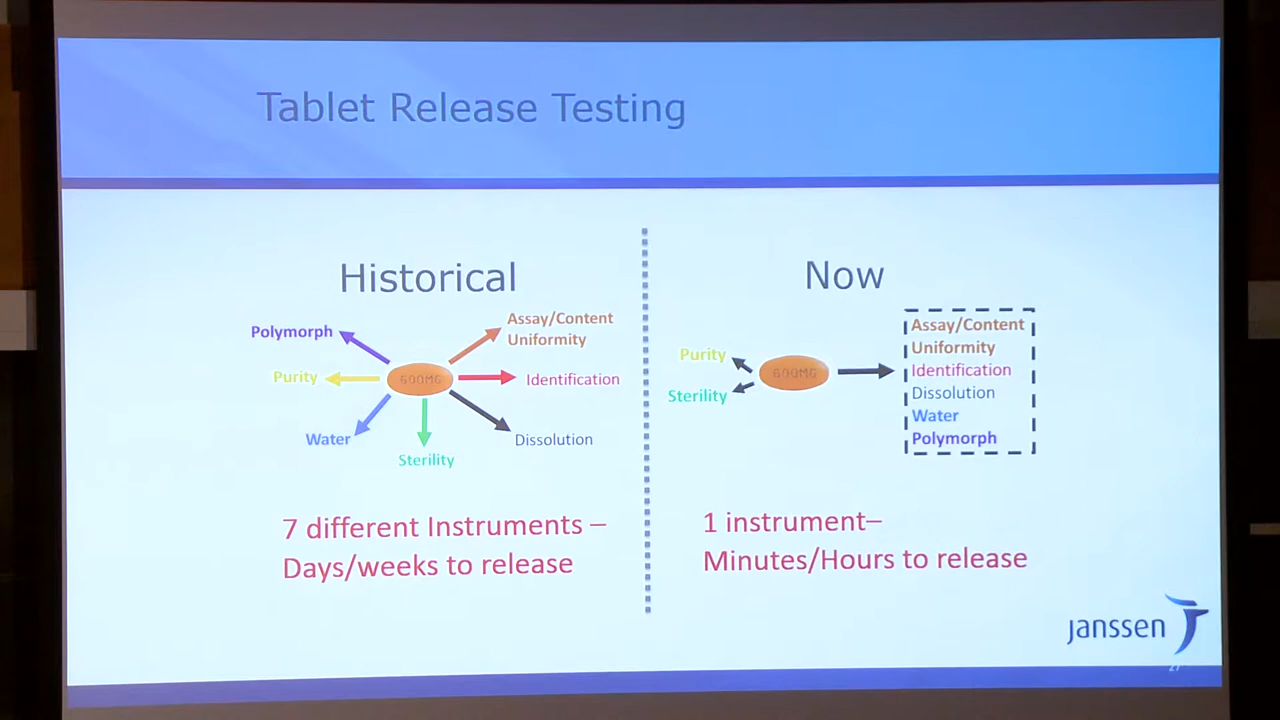 Tablet Release Testing
Historical
Polymorph
Assay/Content
Uniformity
Purity
600MG
Identification
Water
Dissolution
Sterility
7 different Instruments –
Days/weeks to release
Now
Purity
Sterility
600MG
Assay/Content
Uniformity
Identification
Dissolution
Water
Polymorph
1 instrument–
Minutes/Hours to release
janssen
27